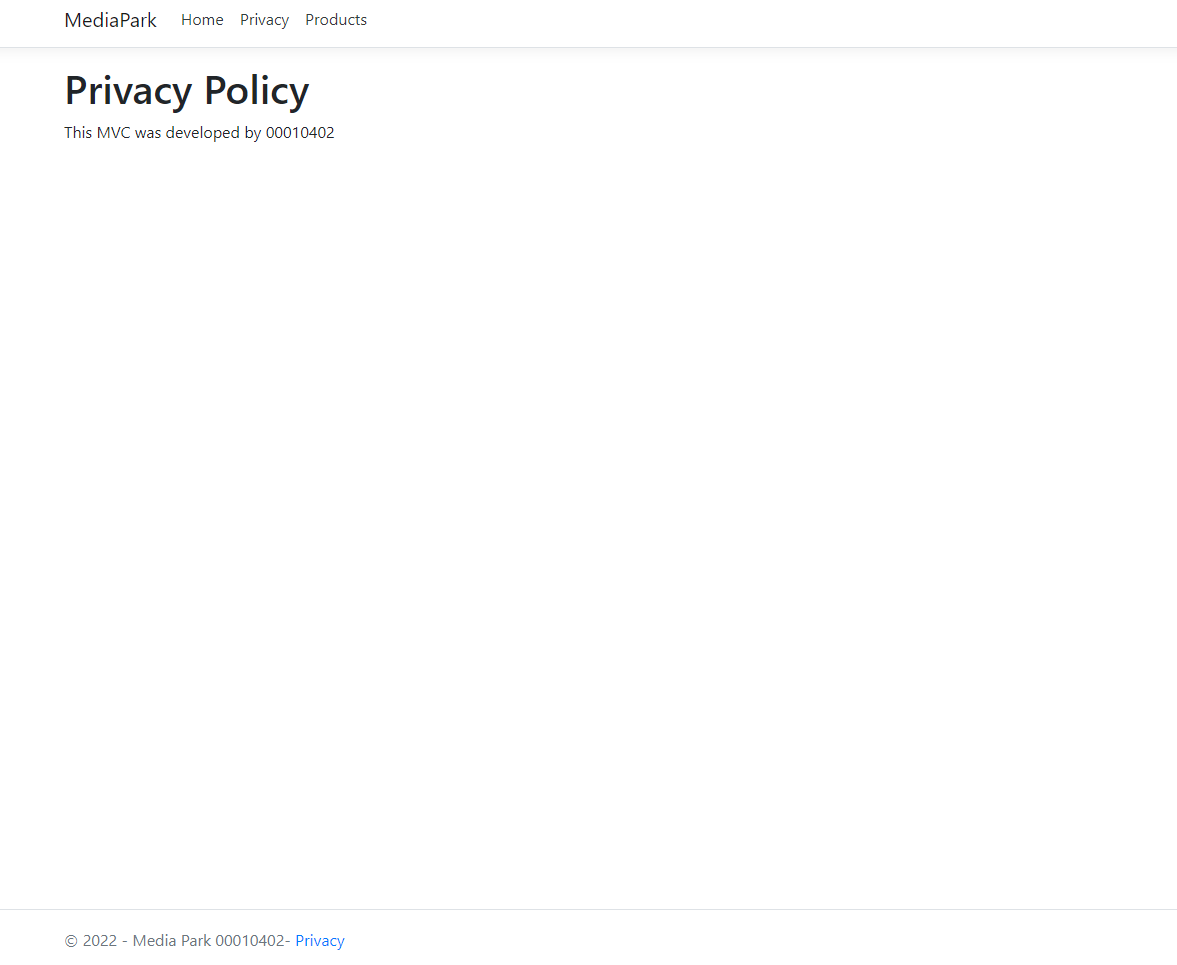 MediaPark Home Privacy Products
Privacy Policy
This MVC was developed by 00010402
© 2022 - Media Park 00010402- Privacy